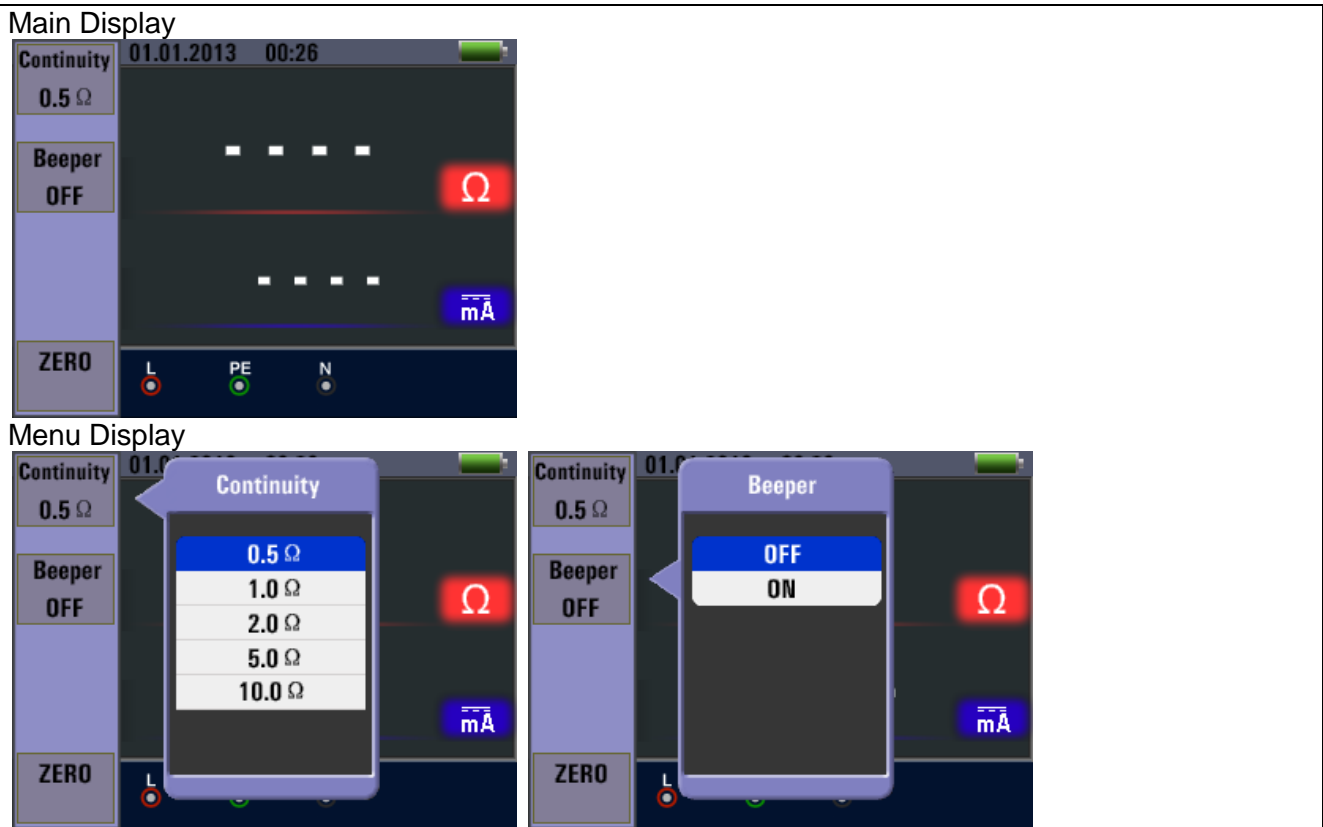 Main Display
Continuity 01.01.2013 00:26
0.5 Ω
- - - -
Beeper
OFF
Ω
- - - -
mA
ZERO
L PE N
Menu Display
Continuity
0.5 Ω
Beeper
OFF
ZERO
01.0
Continuity
0.5 Ω
1.0 Ω
2.0 Ω
5.0 Ω
10.0 Ω
Ω
mA
L
Continuity
0.5 Ω
Beeper
OFF
ZERO
Beeper
OFF
ON
Ω
mA
L